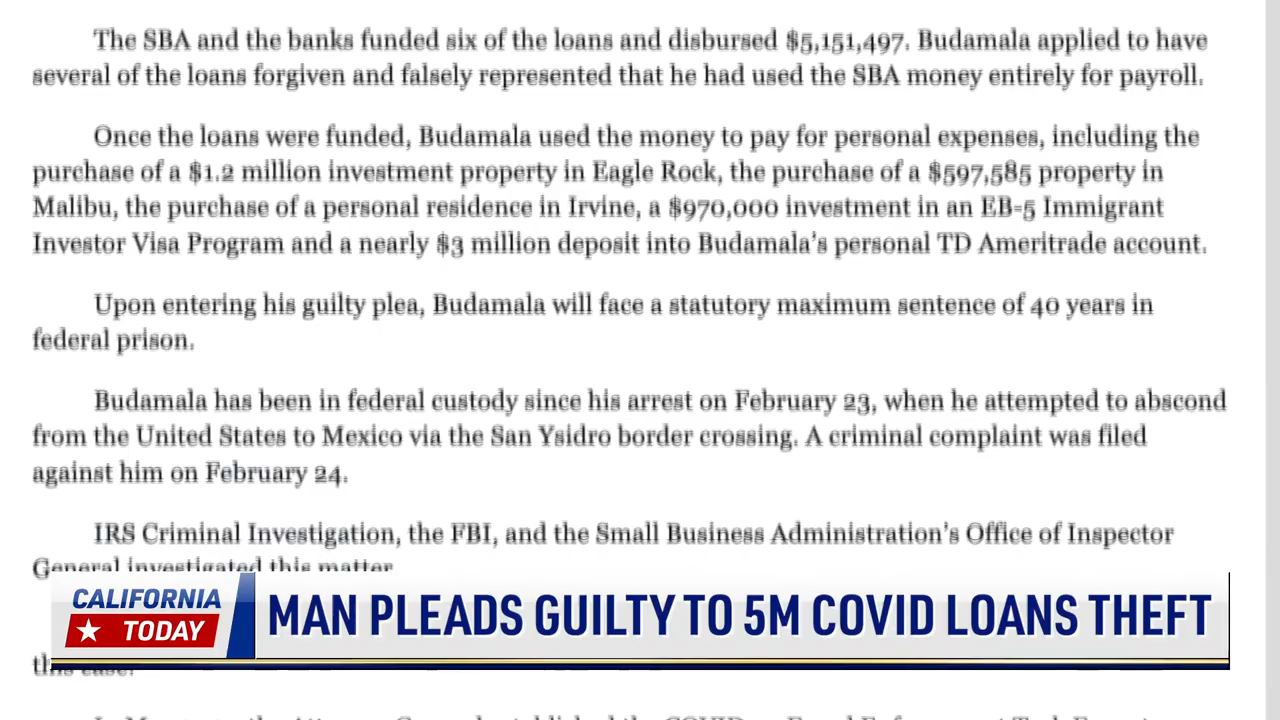 The SBA and the banks funded six of the loans and disbursed $5,151,497. Budamala applied to have
several of the loans forgiven and falsely represented that he had used the SBA money entirely for payroll.
Once the loans were funded, Budamala used the money to pay for personal expenses, including the
purchase of a $1.2 million investment property in Eagle Rock, the purchase of a $597,585 property in
Malibu, the purchase of a personal residence in Irvine, a $970,000 investment in an EB-5 Immigrant
Investor Visa Program and a nearly $3 million deposit into Budamala's personal TD Ameritrade account.
Upon entering his guilty plea, Budamala will face a statutory maximum sentence of 40 years in
federal prison.
Budamala has been in federal custody since his arrest on February 23, when he attempted to abscond
from the United States to Mexico via the San Ysidro border crossing. A criminal complaint was filed
against him on February 24.
IRS Criminal Investigation, the FBI, and the Small Business Administration's Office of Inspector
General investigated this matter
CALIFORNIA
TODAY
MAN PLEADS GUILTY TO 5M COVID LOANS THEFT
this case.